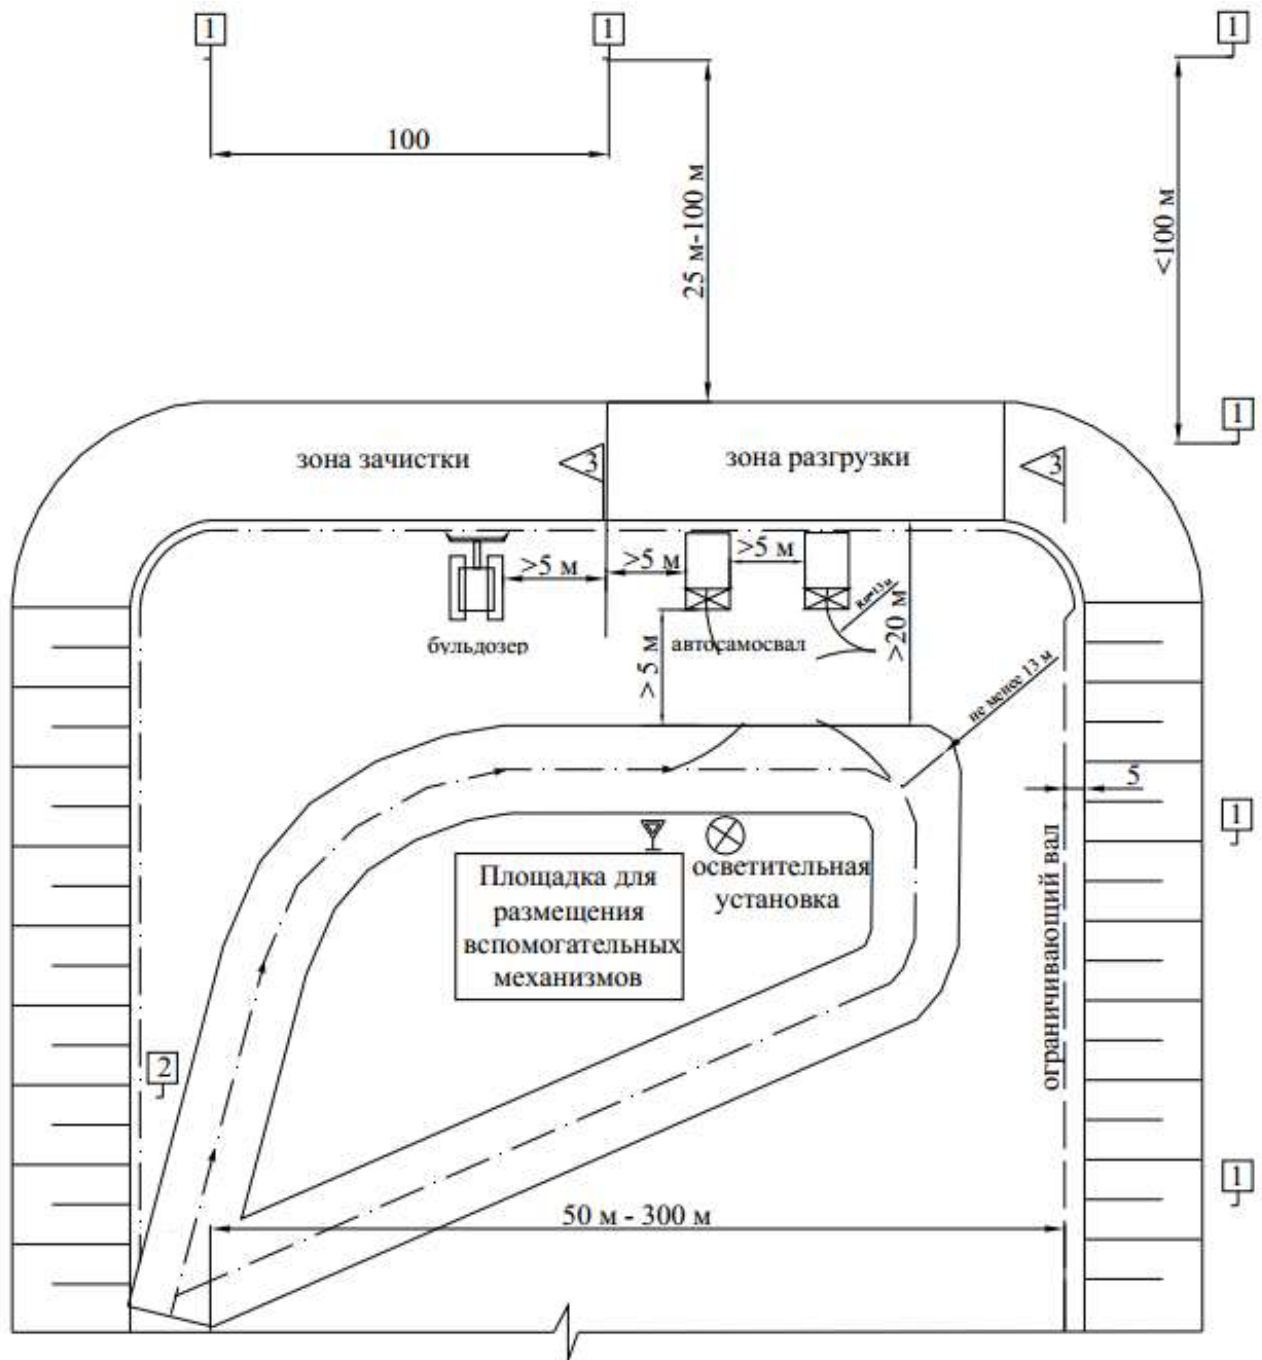 1
1
1
100
25 м-100 м
<100 м
1
зона зачистки
3
зона разгрузки
3
>5 м
>5 м
>5 м
>20 м
бульдозер
> 5 м
автосамосвал
не менее 13 м
5
1
Площадка для
размещения
вспомогательных
механизмов
осветительная
установка
ограничивающий вал
2
1
50 м - 300 м